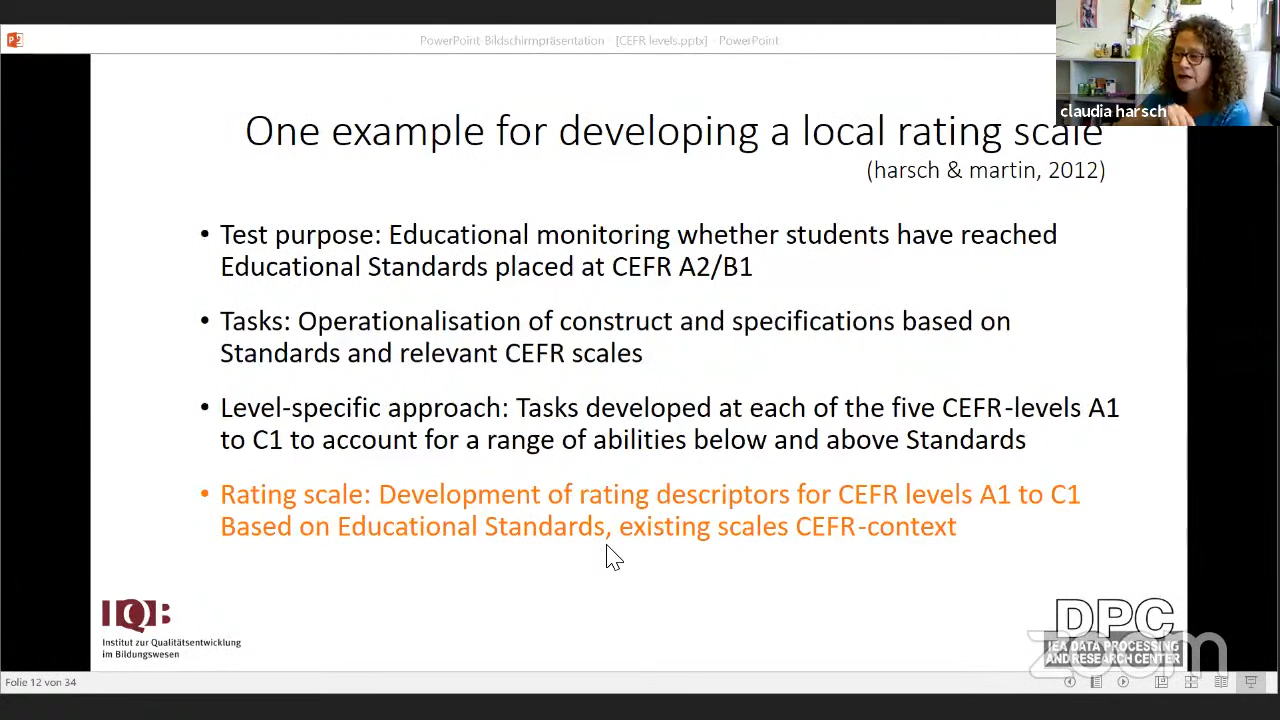 PowerPoint-Bildschirmpräsentation - [CEFR levels.pptx] - PowerPoint
claudia harsch
One example for developing a local rating scale
(harsch & martin, 2012)
• Test purpose: Educational monitoring whether students have reached
Educational Standards placed at CEFR A2/B1
• Tasks: Operationalisation of construct and specifications based on
Standards and relevant CEFR scales
• Level-specific approach: Tasks developed at each of the five CEFR-levels A1
to C1 to account for a range of abilities below and above Standards
• Rating scale: Development of rating descriptors for CEFR levels A1 to C1
Based on Educational Standards, existing scales CEFR-context
IQB
Institut zur Qualitätsentwicklung
im Bildungswesen
DPC
IEA DATA PROCESSING
AND RESEARCH CENTER
zoom
Folie 12 von 34